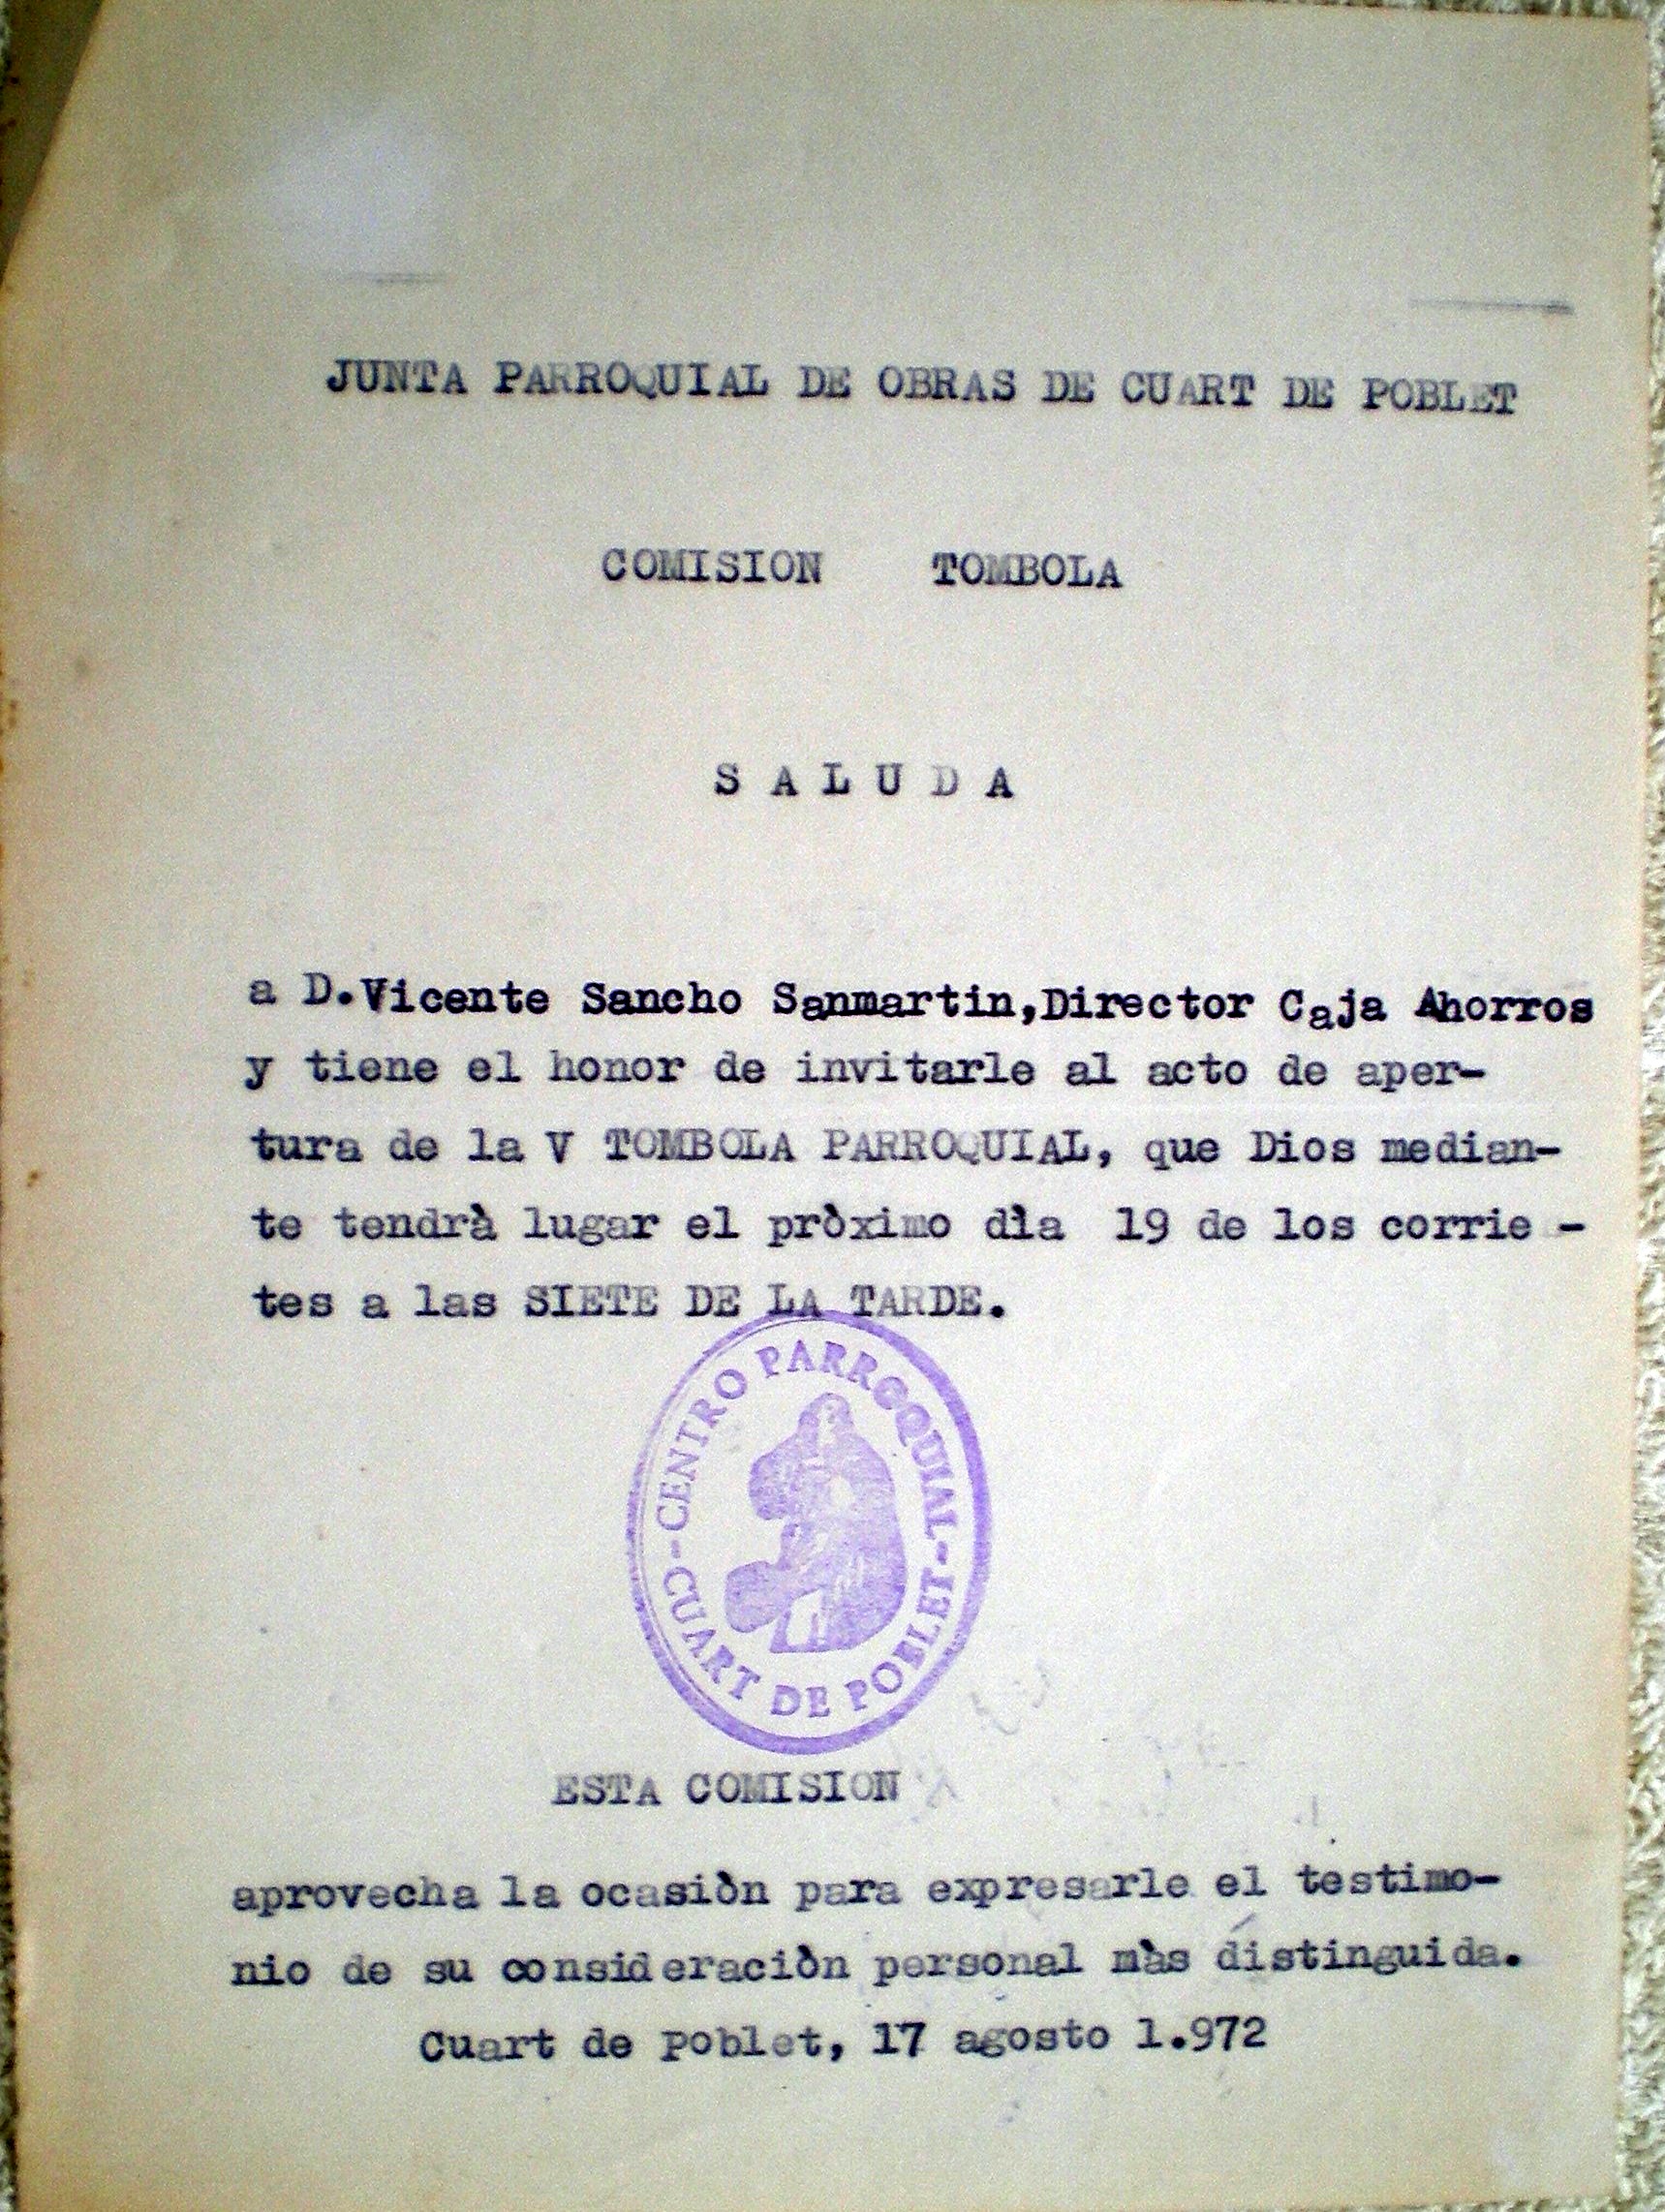 JUNTA PARROQUIAL DE OBRAS DE CUART DE POBLET
COMISION TOMBOLA
S A L U D A
a D.Vicente Sancho Sanmartin,Director Caja Ahorros
y tiene el honor de invitarle al acto de aper-
tura de la V TOMBOLA PARROQUIAL, que Dios median-
te tendrà lugar el pròximo dìa 19 de los corrie -
tes a las SIETE DE LA TARDE.
CENTRO PARROQUIAL
- CUART DE POBLET -
ESTA COMISION
aprovecha la ocasiòn para expresarle el testimo-
nio de su consideraciòn personal màs distinguida.
Cuart de Poblet, 17 agosto 1.972